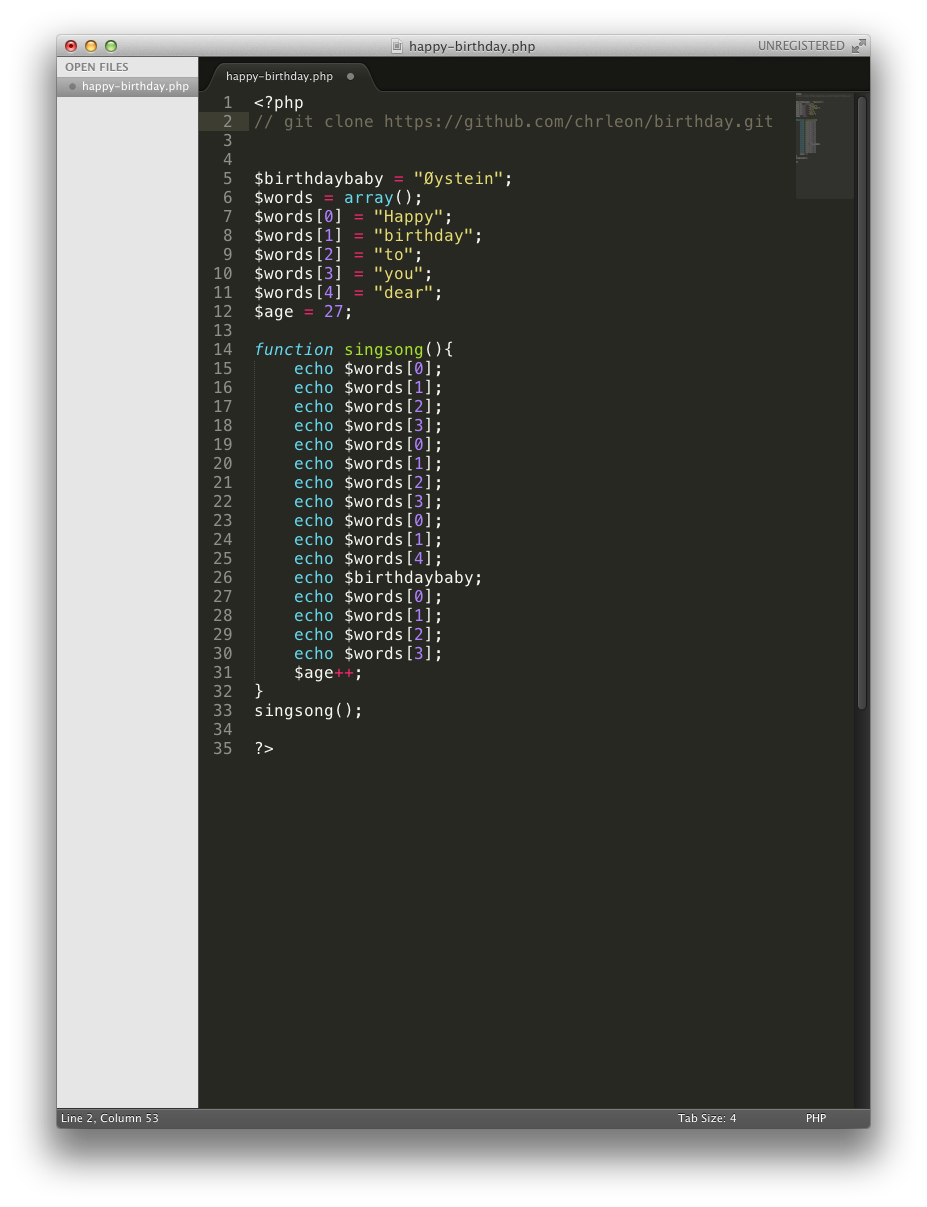 happy-birthday.php
UNREGISTERED
OPEN FILES
happy-birthday.php
happy-birthday.php
1 <?php
2 // git clone https://github.com/chrleon/birthday.git
3
4
5 $birthdaybaby = "Øystein";
6 $words = array();
7 $words[0] = "Happy";
8 $words[1] = "birthday";
9 $words[2] = "to";
10 $words[3] = "you";
11 $words[4] = "dear";
12 $age = 27;
13
14 function singsong(){
15     echo $words[0];
16     echo $words[1];
17     echo $words[2];
18     echo $words[3];
19     echo $words[0];
20     echo $words[1];
21     echo $words[2];
22     echo $words[3];
23     echo $words[0];
24     echo $words[1];
25     echo $words[4];
26     echo $birthdaybaby;
27     echo $words[0];
28     echo $words[1];
29     echo $words[2];
30     echo $words[3];
31     $age++;
32 }
33 singsong();
34
35 ?>
Line 2, Column 53
Tab Size: 4
PHP